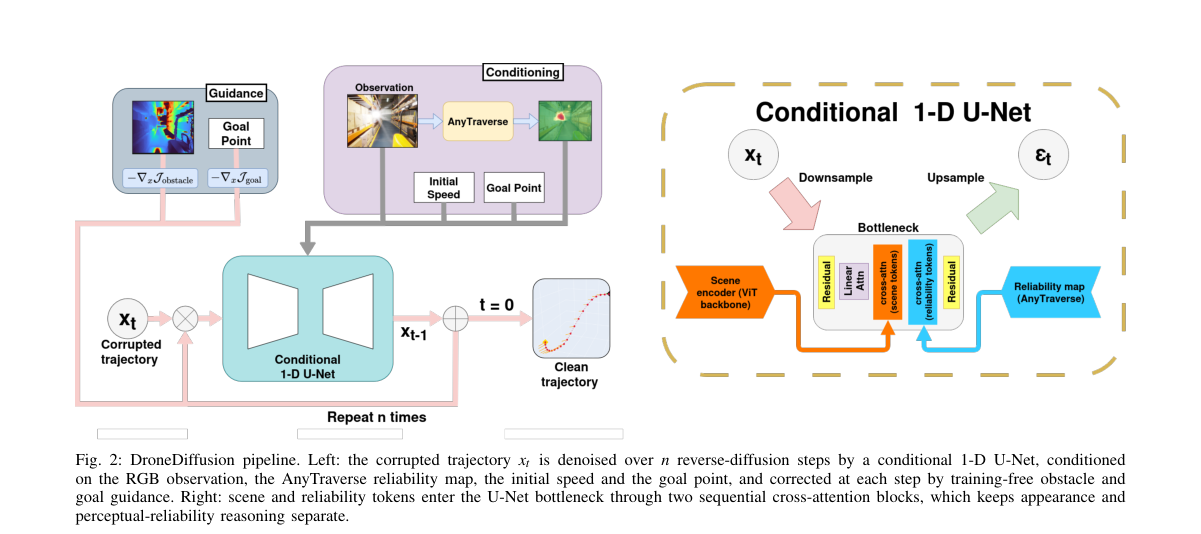 Guidance
Goal
Point
−∇ₓ𝒥obstacle
−∇ₓ𝒥goal
Conditioning
Observation
AnyTraverse
Initial
Speed
Goal Point
xt
Corrupted
trajectory
Conditional
1-D U-Net
xt-1
t = 0
Clean
trajectory
Repeat n times
Conditional 1-D U-Net
xt
εt
Downsample
Upsample
Bottleneck
Residual
Linear
Attn
cross-attn
(scene tokens)
cross-attn
(reliability tokens)
Residual
Scene
encoder (ViT
backbone)
Reliability map
(AnyTraverse)
Fig. 2: DroneDiffusion pipeline. Left: the corrupted trajectory xt is denoised over n reverse-diffusion steps by a conditional 1-D U-Net, conditioned
on the RGB observation, the AnyTraverse reliability map, the initial speed and the goal point, and corrected at each step by training-free obstacle and
goal guidance. Right: scene and reliability tokens enter the U-Net bottleneck through two sequential cross-attention blocks, which keeps appearance and
perceptual-reliability reasoning separate.